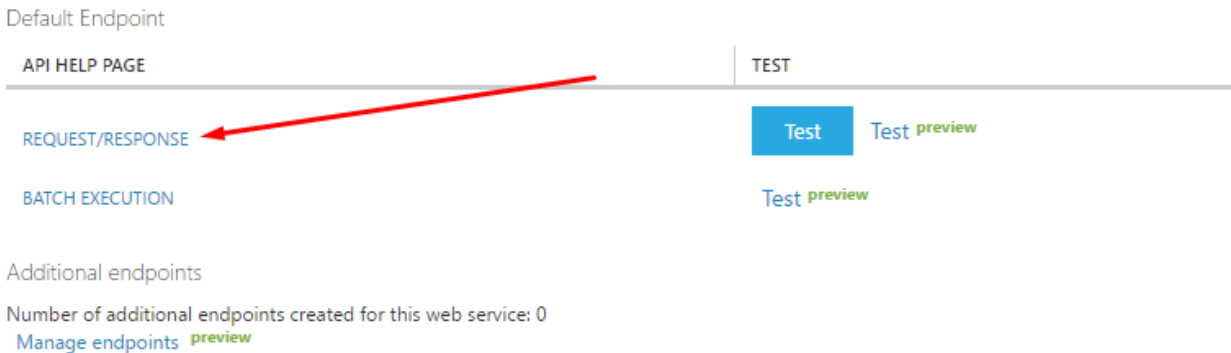 Default Endpoint
API HELP PAGE TEST
REQUEST/RESPONSE Test Test preview
BATCH EXECUTION Test preview
Additional endpoints
Number of additional endpoints created for this web service: 0
Manage endpoints preview